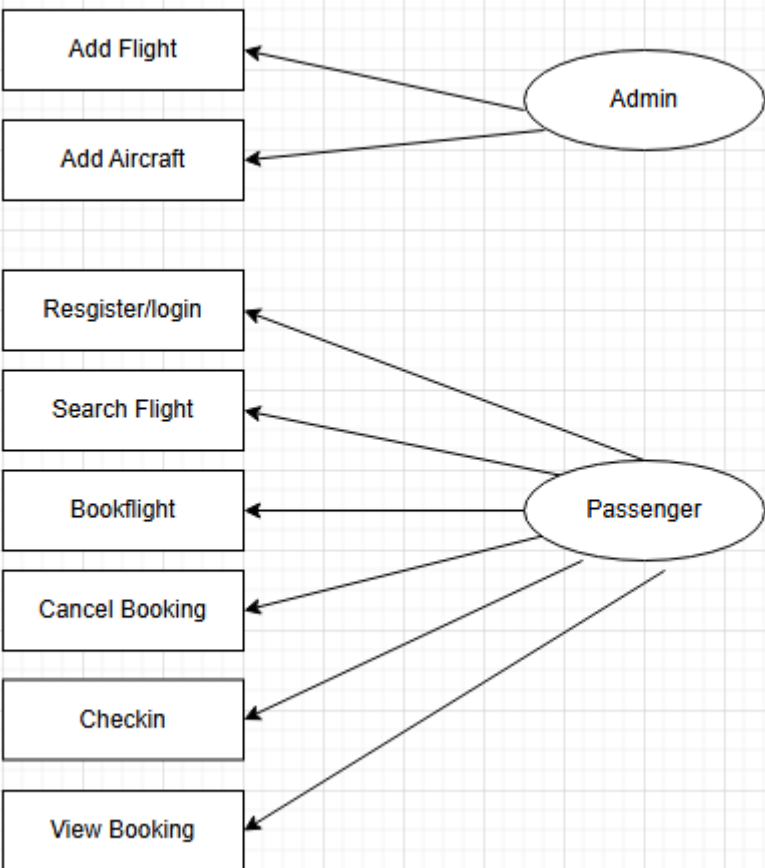 Add Flight
Admin
Add Aircraft
Resgister/login
Search Flight
Bookflight
Passenger
Cancel Booking
Checkin
View Booking